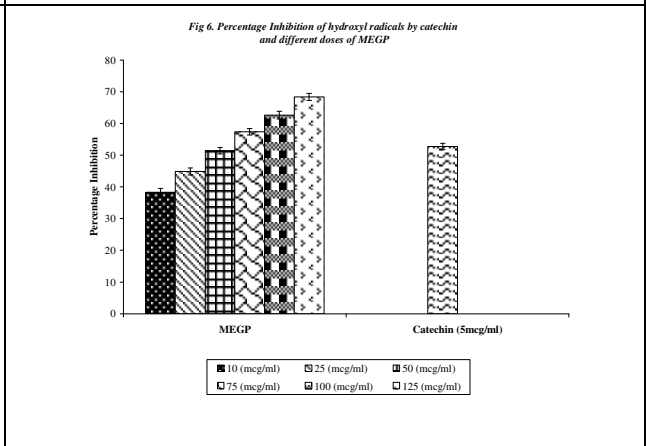 Fig 6. Percentage Inhibition of hydroxyl radicals by catechin
and different doses of MEGP
80
70
60
50
40
30
20
10
0
Percentage Inhibition
MEGP Catechin (5mcg/ml)
10 (mcg/ml) 25 (mcg/ml) 50 (mcg/ml)
75 (mcg/ml) 100 (mcg/ml) 125 (mcg/ml)